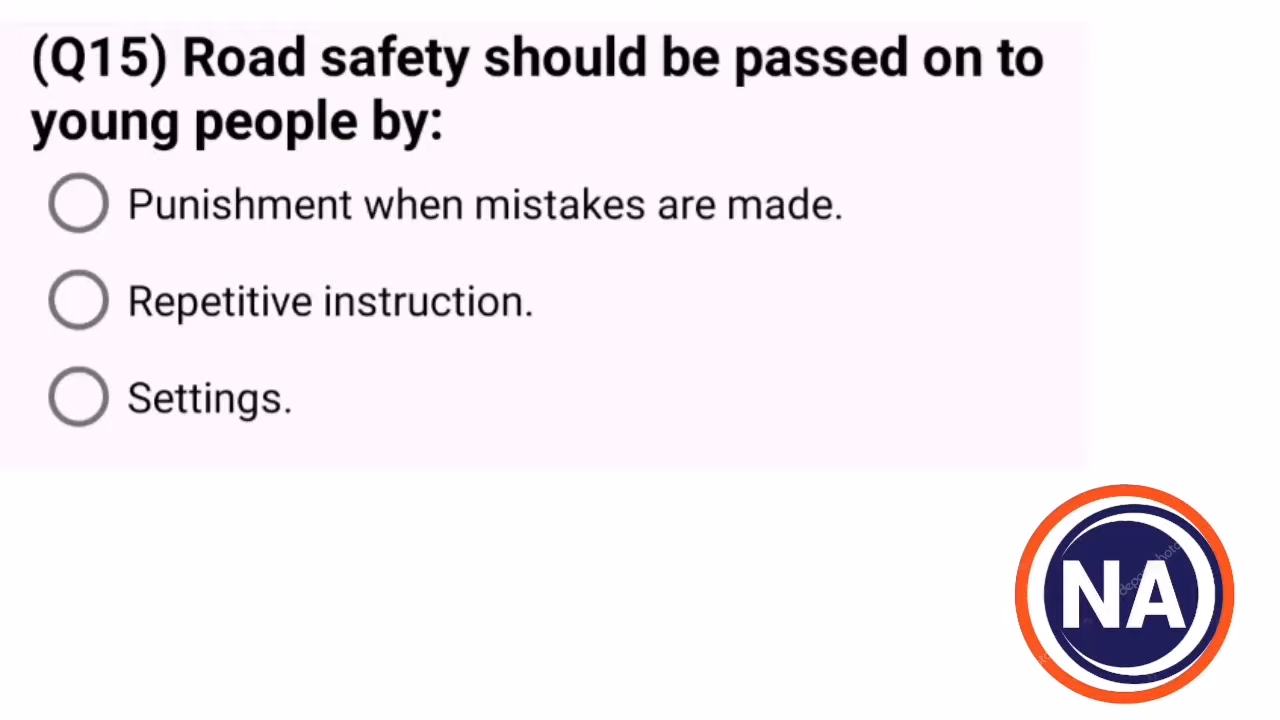 (Q15) Road safety should be passed on to
young people by:
Punishment when mistakes are made.
Repetitive instruction.
Settings.
NA